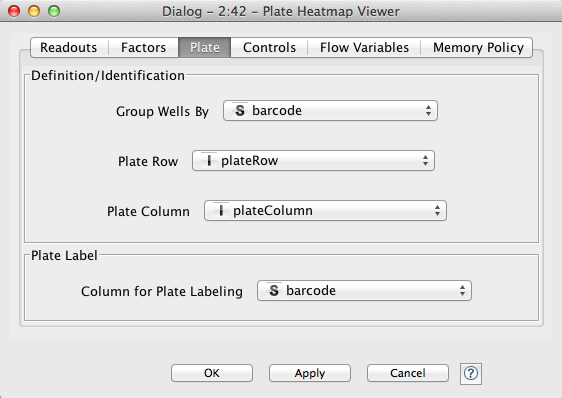 Dialog - 2:42 - Plate Heatmap Viewer
Readouts Factors Plate Controls Flow Variables Memory Policy
Definition/Identification
Group Wells By S barcode
Plate Row I plateRow
Plate Column I plateColumn
Plate Label
Column for Plate Labeling S barcode
OK Apply Cancel ?